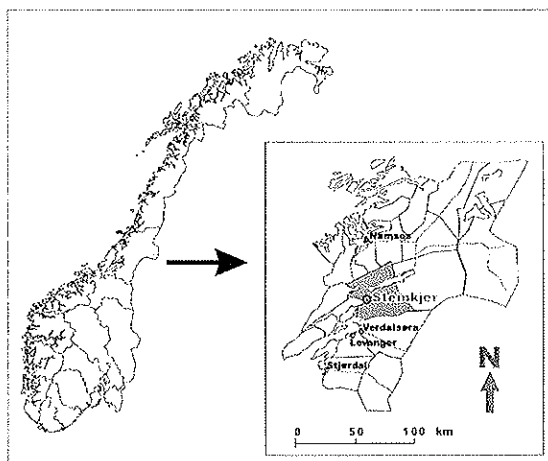 Namsos
Steinkjer
Verdalsøra
Levanger
Stjørdal
N
0 50 100 km